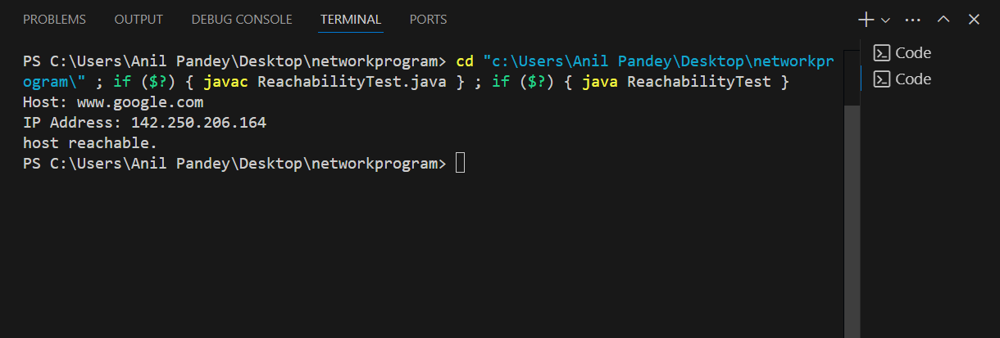 PROBLEMS OUTPUT DEBUG CONSOLE TERMINAL PORTS
PS C:\Users\Anil Pandey\Desktop\networkprogram> cd "c:\Users\Anil Pandey\Desktop\networkpr
ogram\" ; if ($?) { javac ReachabilityTest.java } ; if ($?) { java ReachabilityTest }
Host: www.google.com
IP Address: 142.250.206.164
host reachable.
PS C:\Users\Anil Pandey\Desktop\networkprogram>
Code
Code